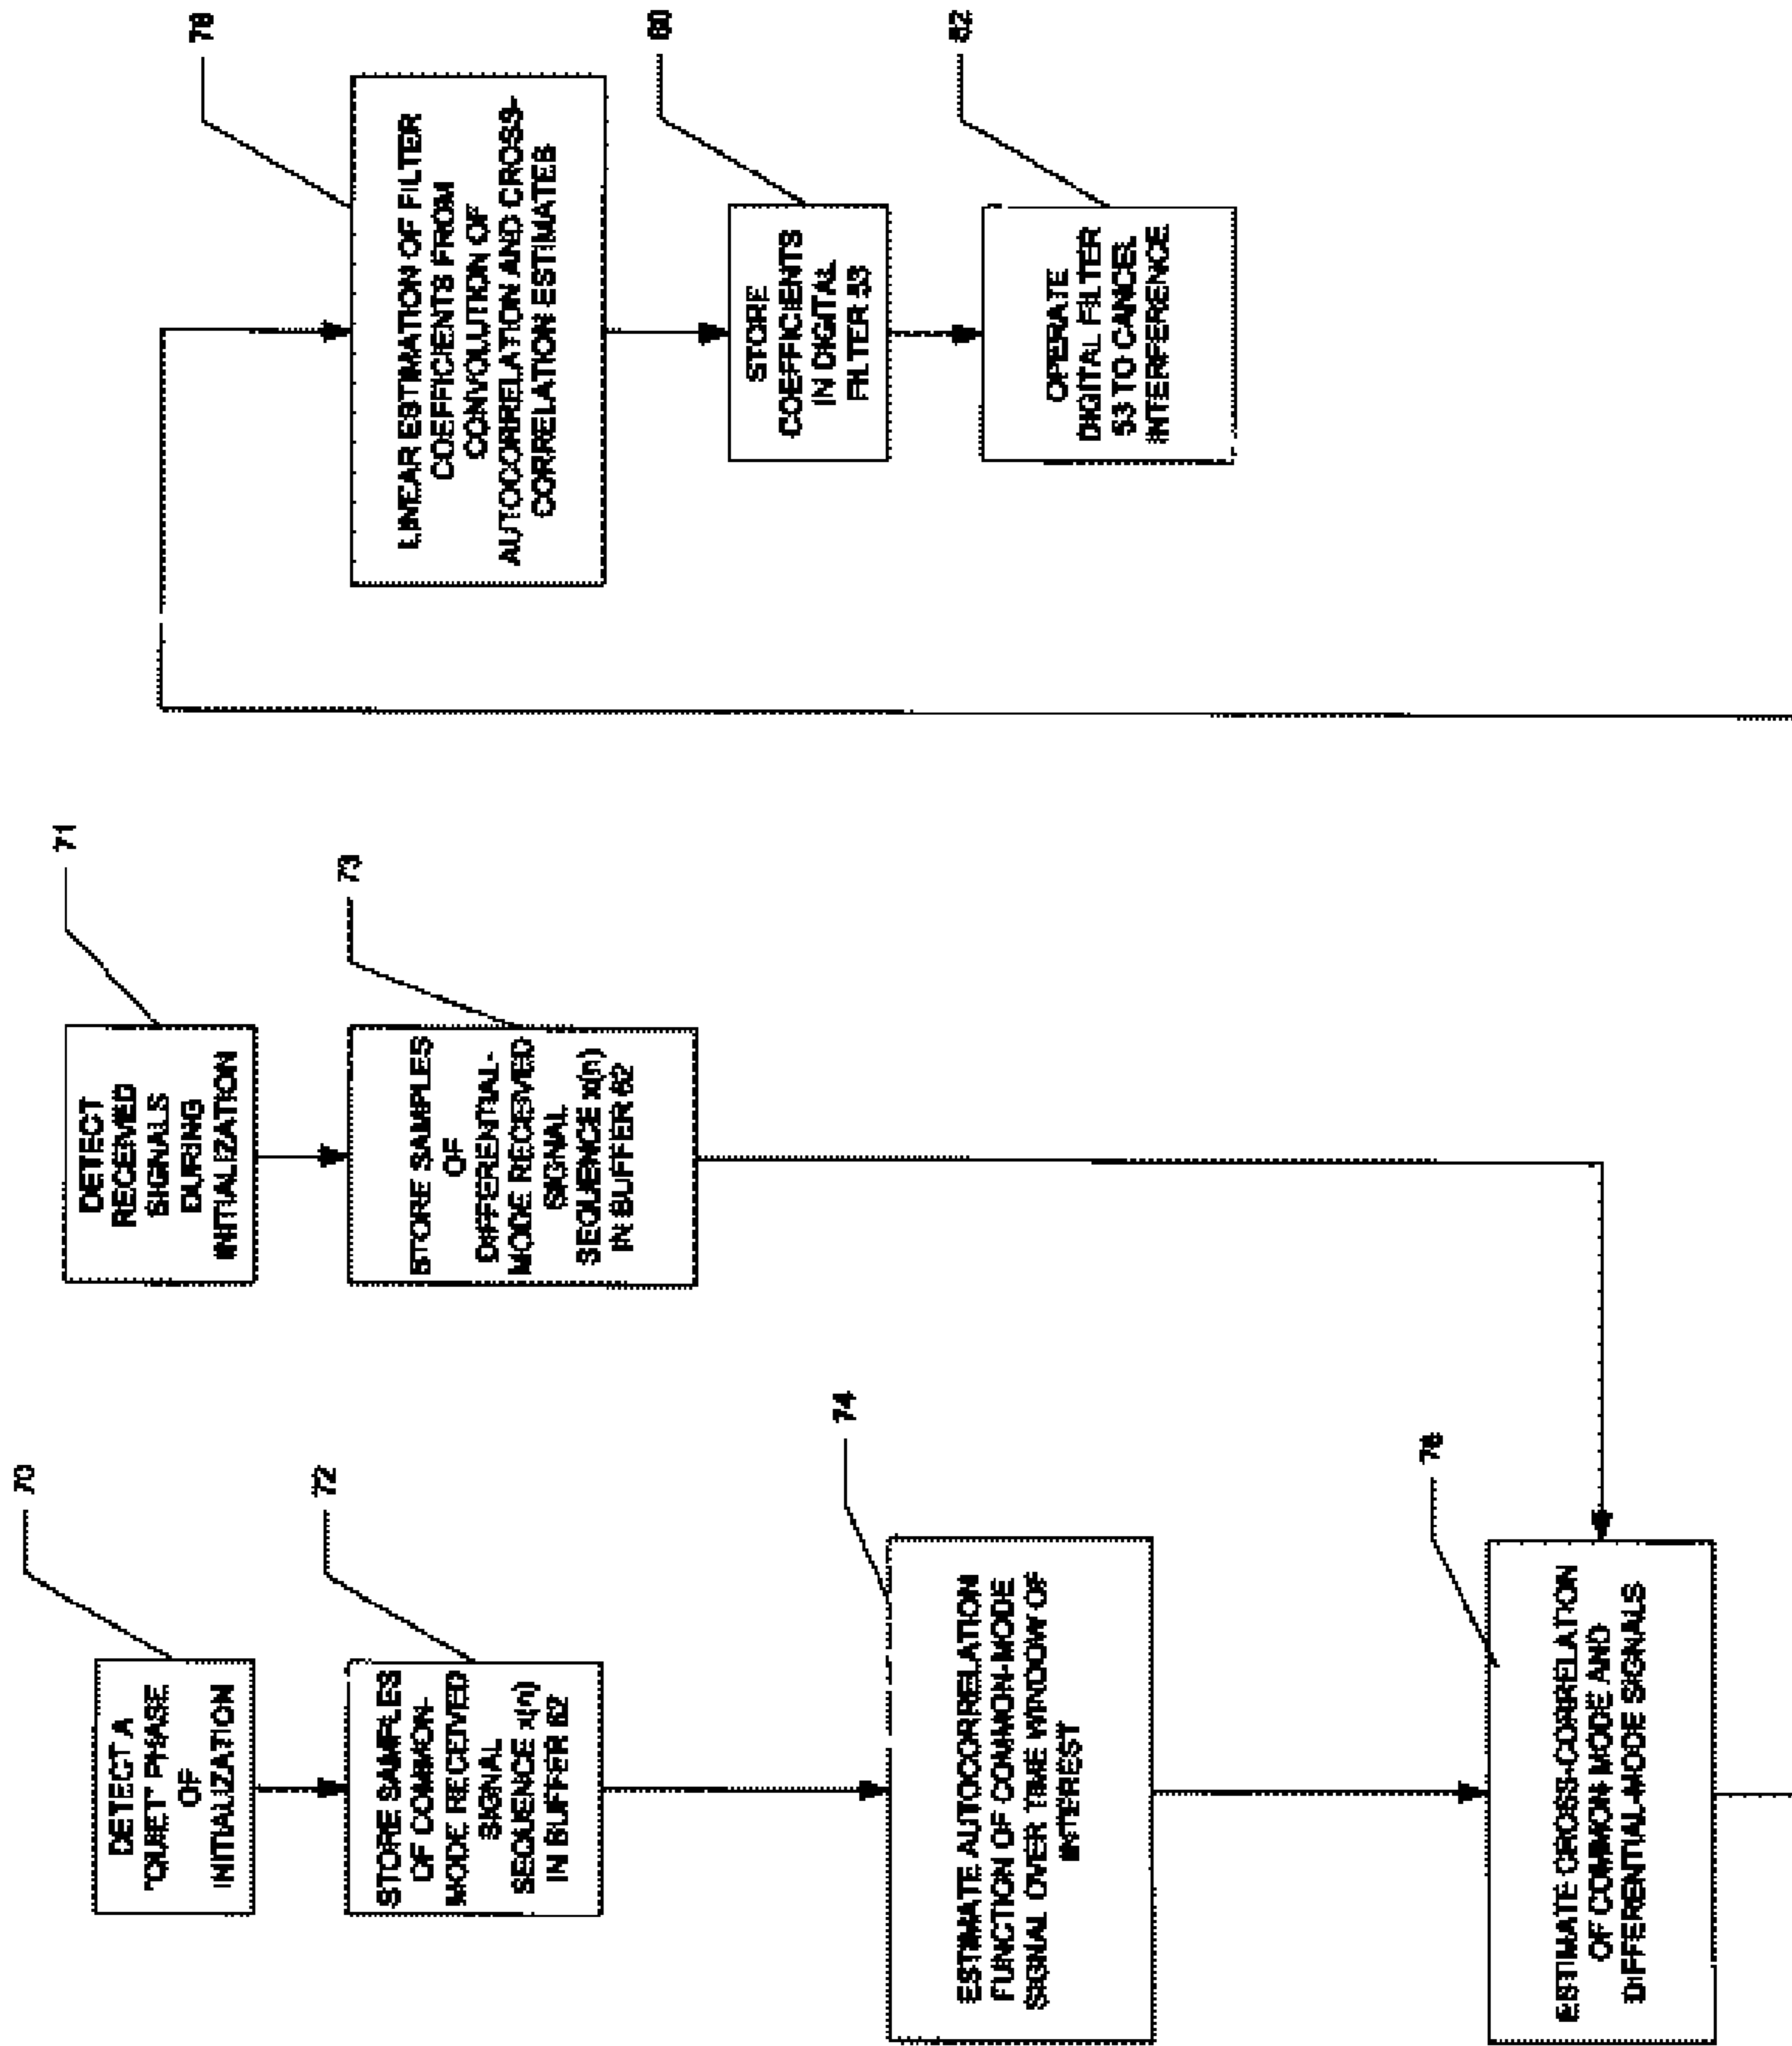 70
DETECT A
"QUIET" PHASE
OF
INITIALIZATION
72
STORE SAMPLES
OF COMMON-
MODE RECEIVED
SIGNAL
SEQUENCE x(n)
IN BUFFER 62
74
ESTIMATE AUTOCORRELATION
FUNCTION OF COMMON-MODE
SIGNAL OVER TIME WINDOW OF
INTEREST
76
ESTIMATE CROSS-CORRELATION
OF COMMON MODE AND
DIFFERENTIAL-MODE SIGNALS
71
DETECT
RECEIVED
SIGNALS
DURING
INITIALIZATION
73
STORE SAMPLES
OF
DIFFERENTIAL-
MODE RECEIVED
SIGNAL
SEQUENCE x(n)
IN BUFFER 62
78
LINEAR ESTIMATION OF FILTER
COEFFICIENTS FROM
CONVOLUTION OF
AUTOCORRELATION AND CROSS-
CORRELATION ESTIMATES
80
STORE
COEFFICIENTS
IN DIGITAL
FILTER 53
82
OPERATE
DIGITAL FILTER
53 TO CANCEL
INTERFERENCE